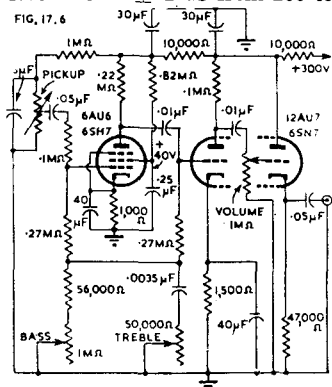 FIG. 17.6
30µF
30µF
1MΩ
10,000Ω
10,000Ω
+300V
PICKUP
.05µF
.22
MΩ
.82MΩ
.1MΩ
.01µF
.01µF
6AU6
6SH7
+
40V
12AU7
6SN7
.1MΩ
.25
µF
40
µF
1,000
Ω
VOLUME
.1MΩ
.05µF
.27MΩ
.27MΩ
.0035µF
56,000Ω
1,500Ω
40µF
47,000
Ω
BASS
1MΩ
50,000Ω
TREBLE